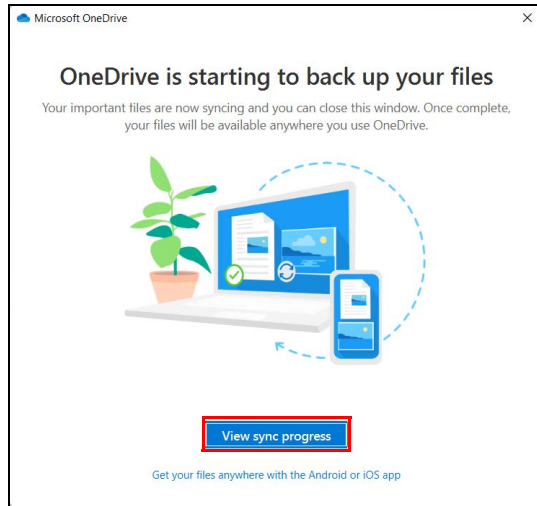 Microsoft OneDrive
OneDrive is starting to back up your files
Your important files are now syncing and you can close this window. Once complete,
your files will be available anywhere you use OneDrive.
View sync progress
Get your files anywhere with the Android or iOS app